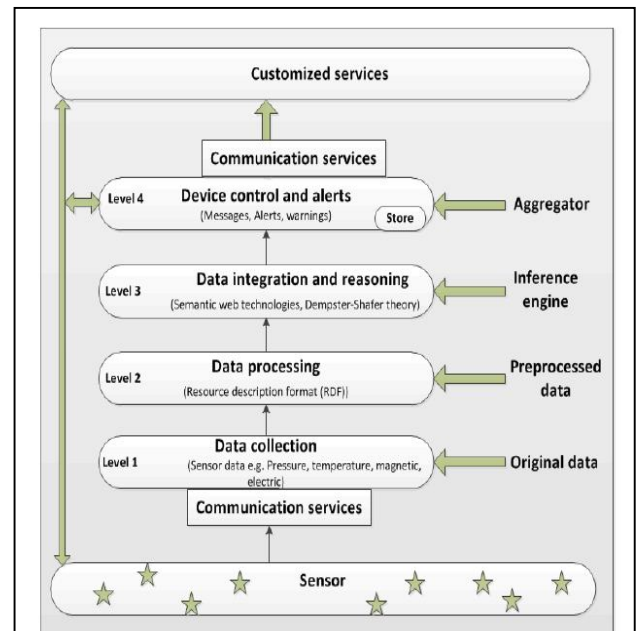 Customized services
Communication services
Level 4
Device control and alerts
(Messages, Alerts, warnings)
Store
Aggregator
Level 3
Data integration and reasoning
(Semantic web technologies, Dempster-Shafer theory)
Inference
engine
Level 2
Data processing
(Resource description format (RDF))
Preprocessed
data
Level 1
Data collection
(Sensor data e.g. Pressure, temperature, magnetic,
electric)
Original data
Communication services
Sensor